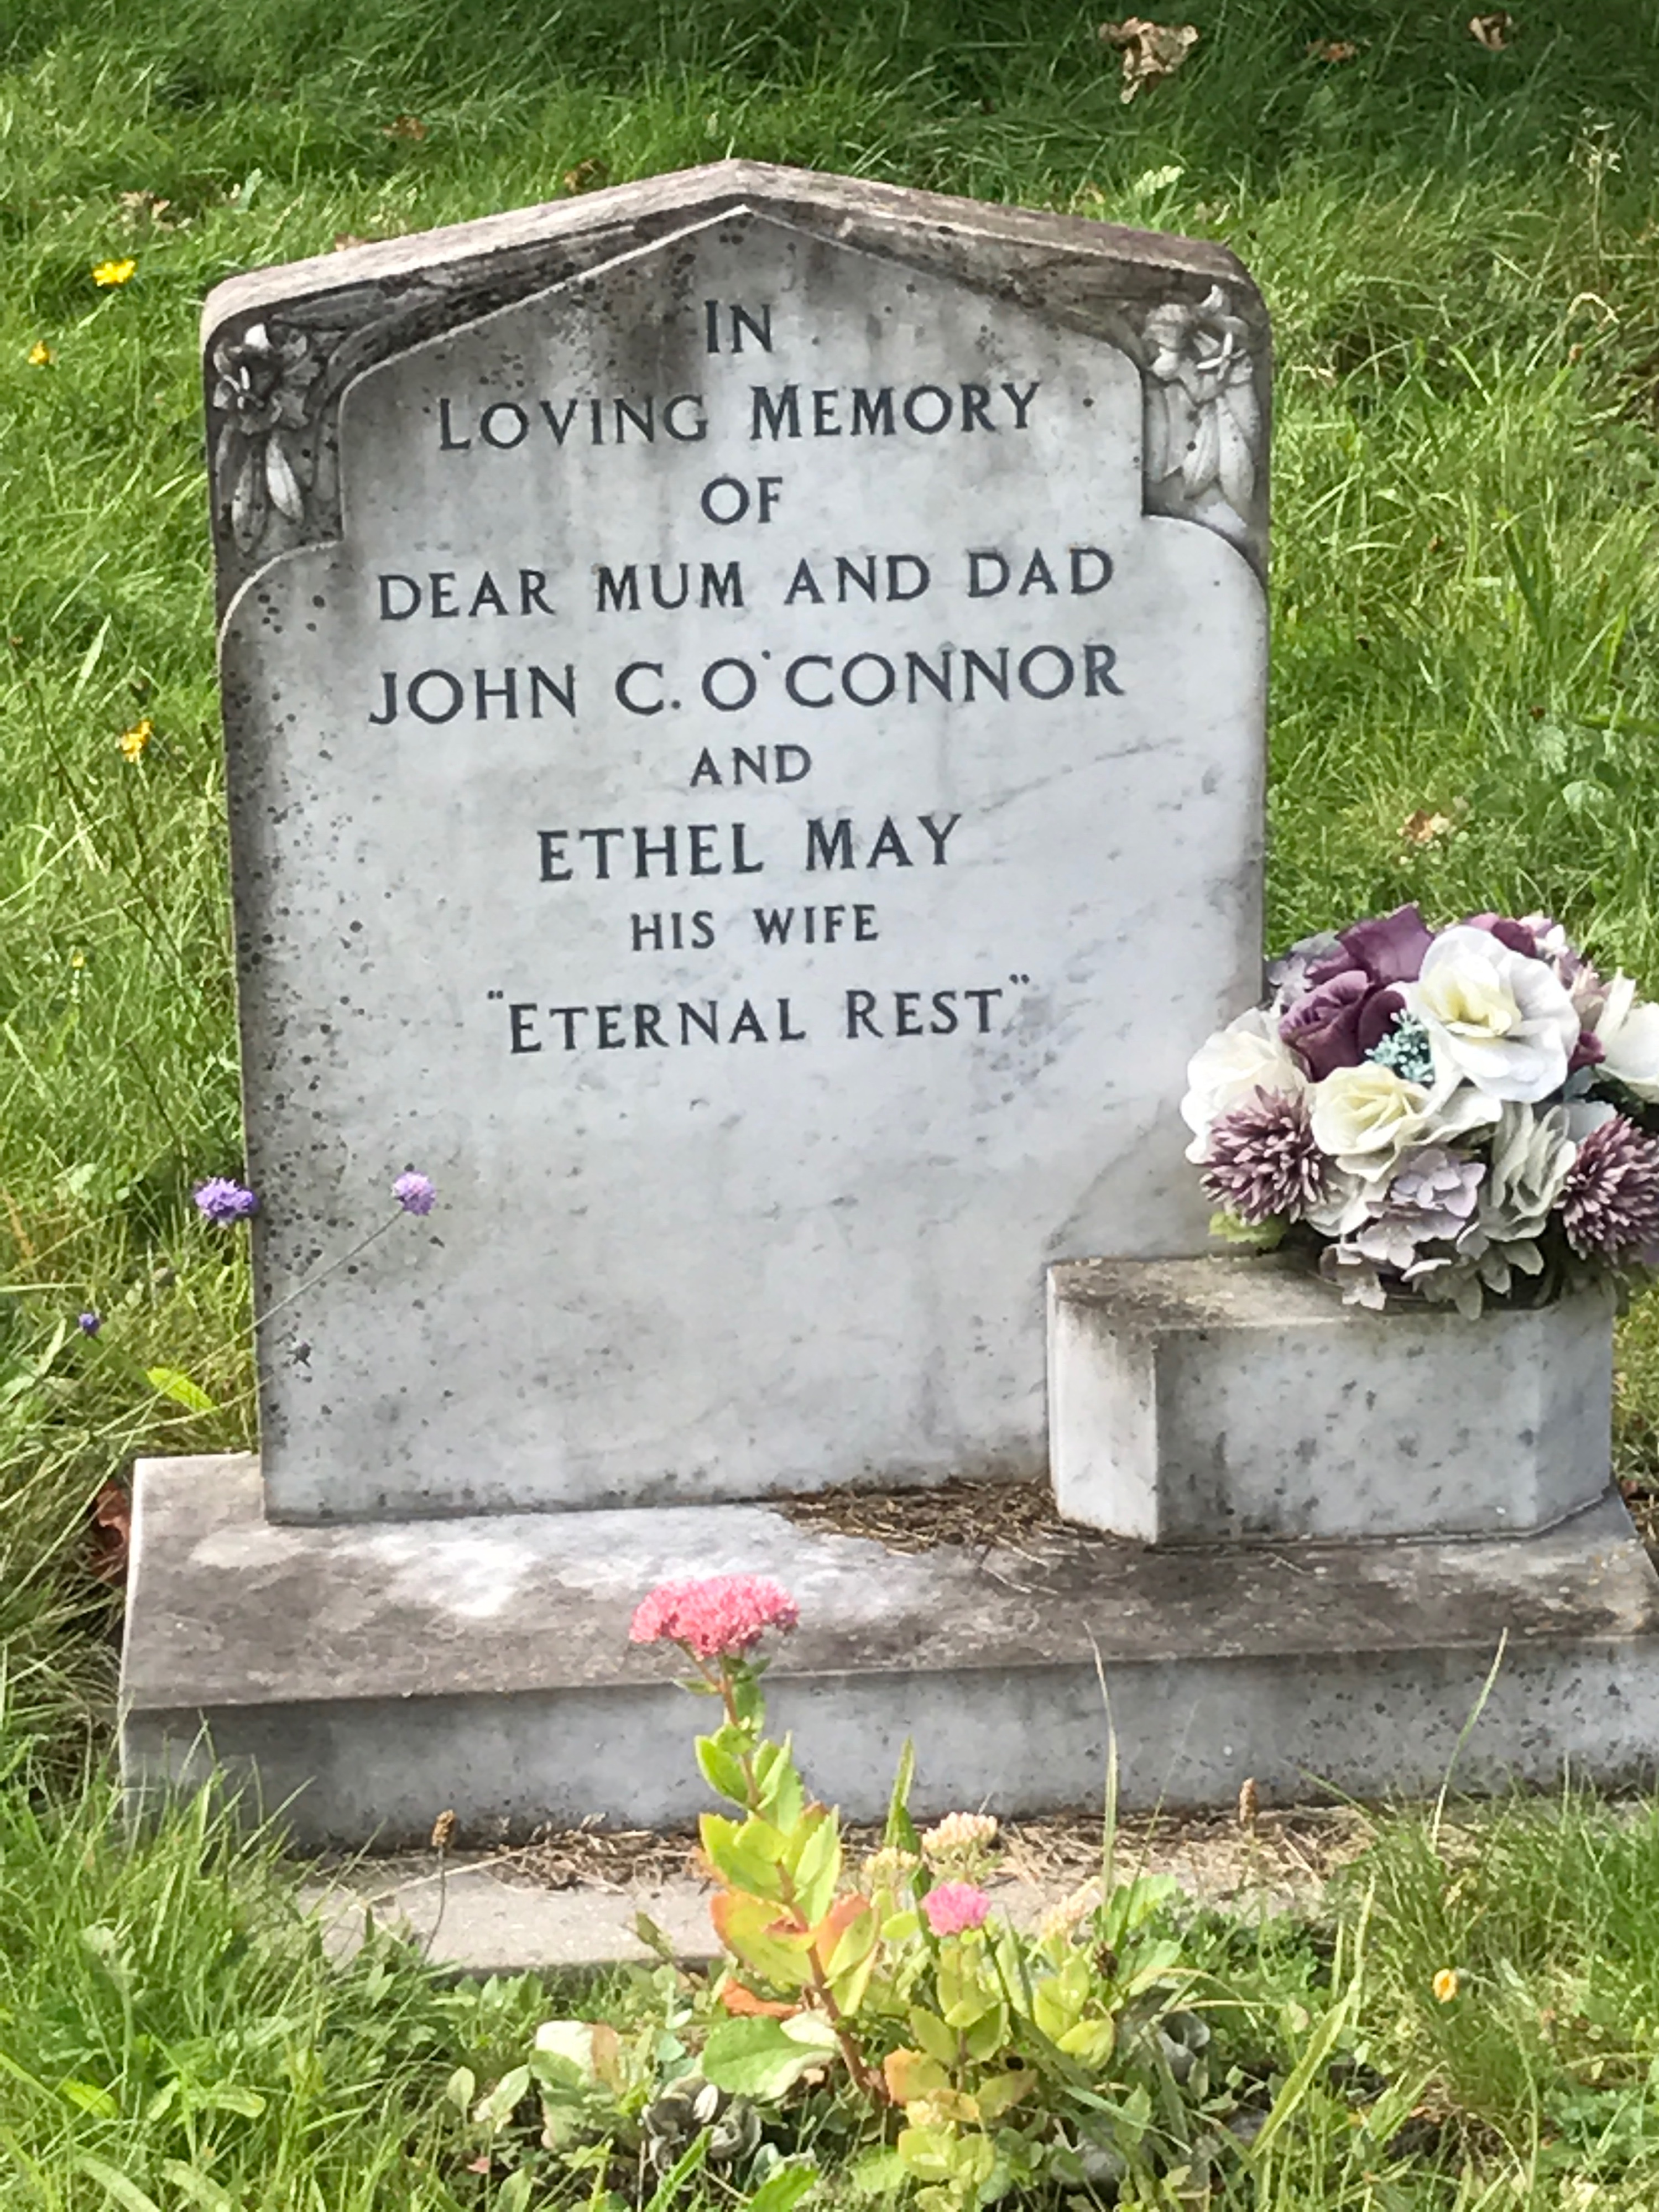 IN
LOVING MEMORY
OF
DEAR MUM AND DAD
JOHN C. O'CONNOR
AND
ETHEL MAY
HIS WIFE
"ETERNAL REST"